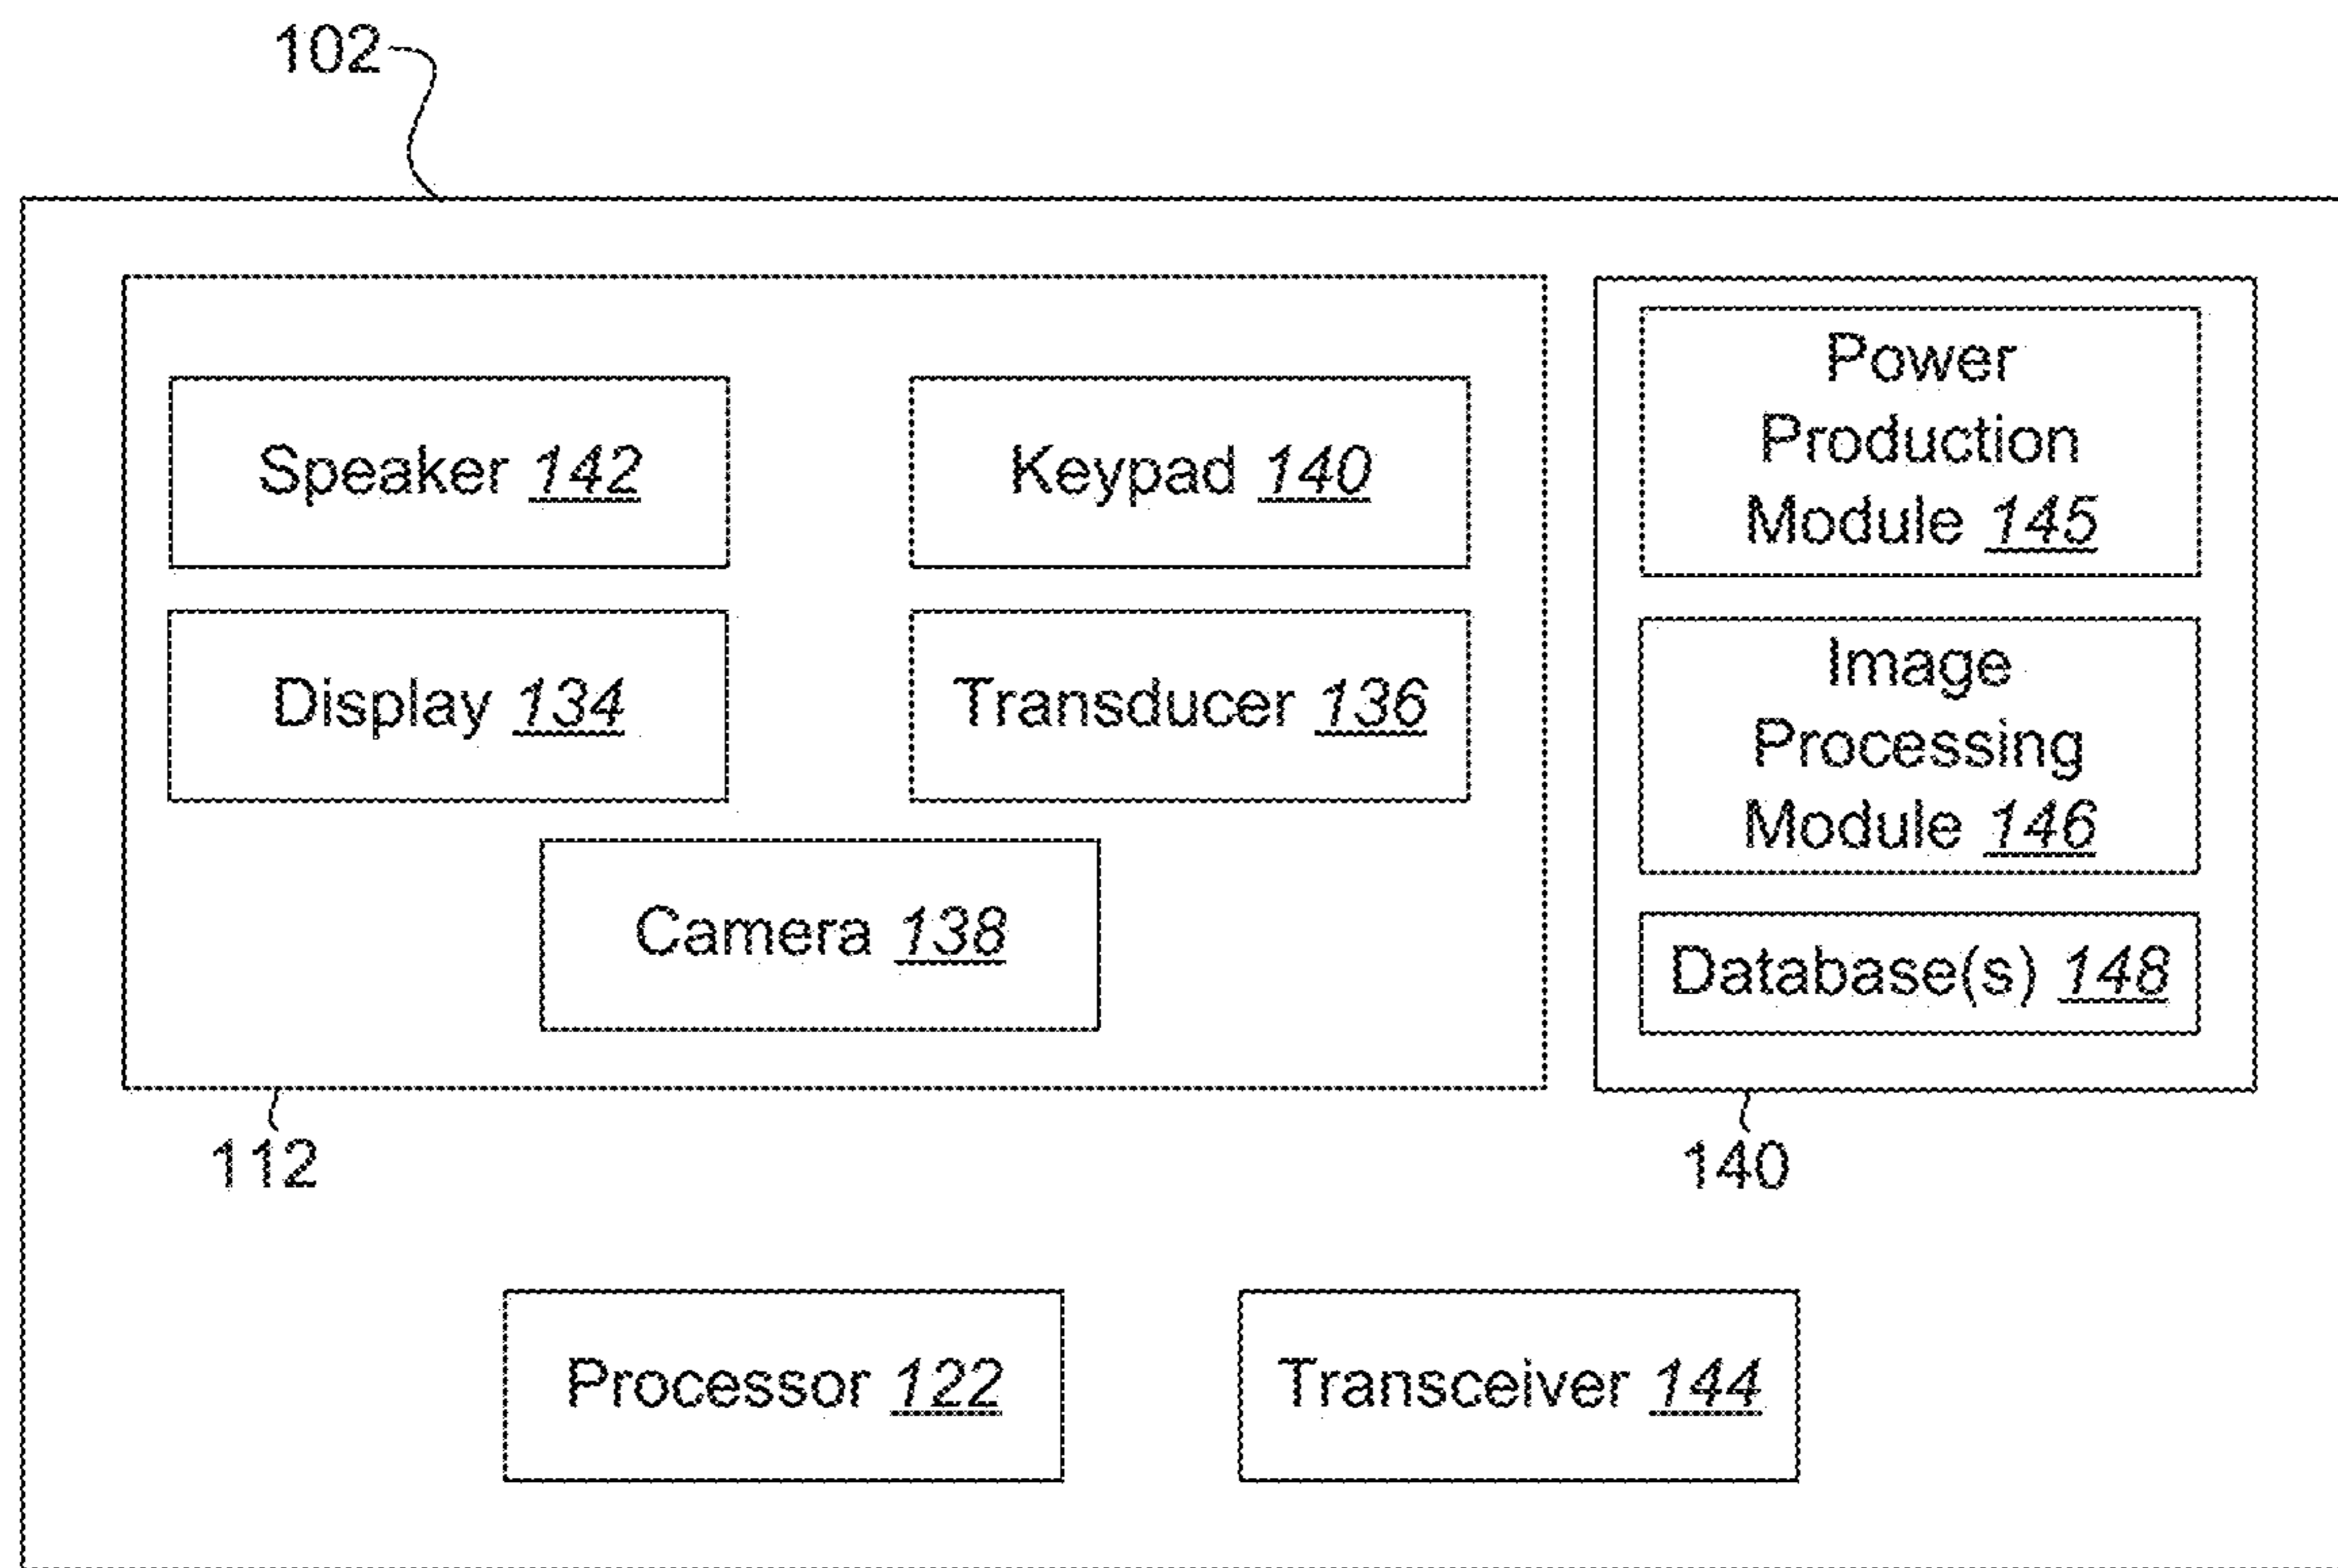 102
Speaker 142
Keypad 140
Display 134
Transducer 136
Camera 138
112
Power
Production
Module 145
Image
Processing
Module 146
Database(s) 148
140
Processor 122
Transceiver 144